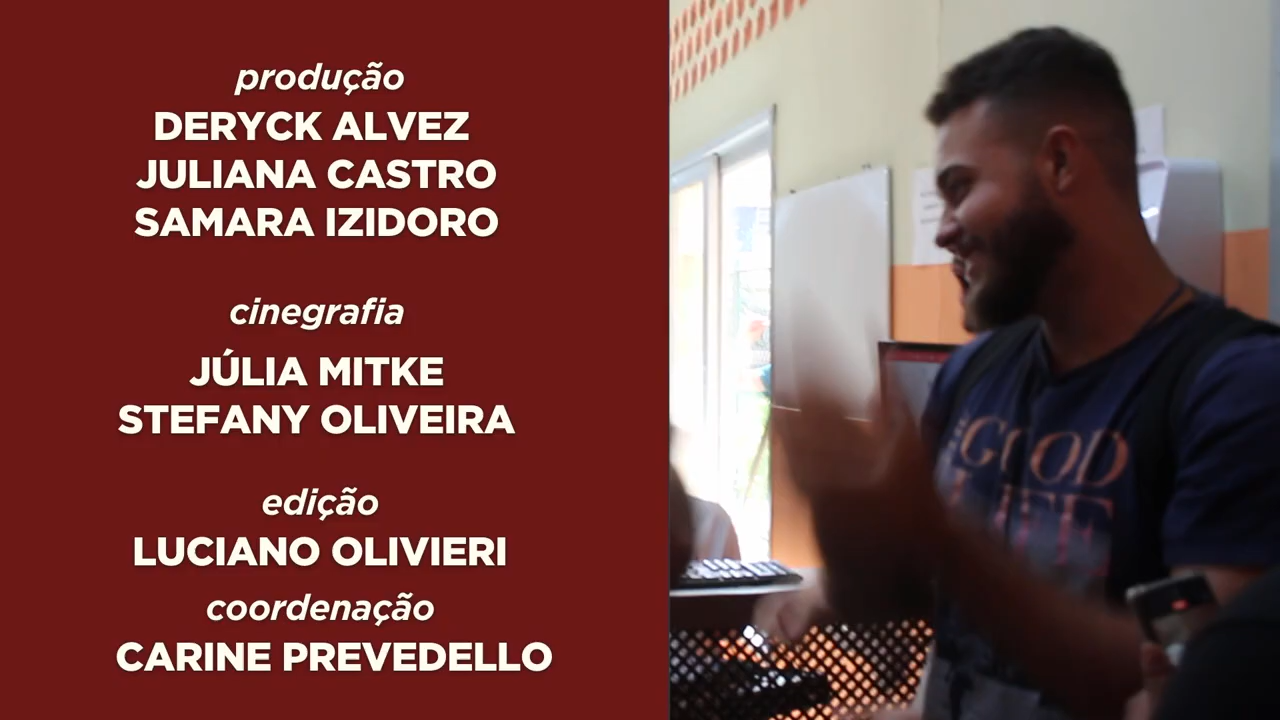 produção
DERYCK ALVEZ
JULIANA CASTRO
SAMARA IZIDORO
cinegrafia
JÚLIA MITKE
STEFANY OLIVEIRA
edição
LUCIANO OLIVIERI
coordenação
CARINE PREVEDELLO
GOOD
LIFE